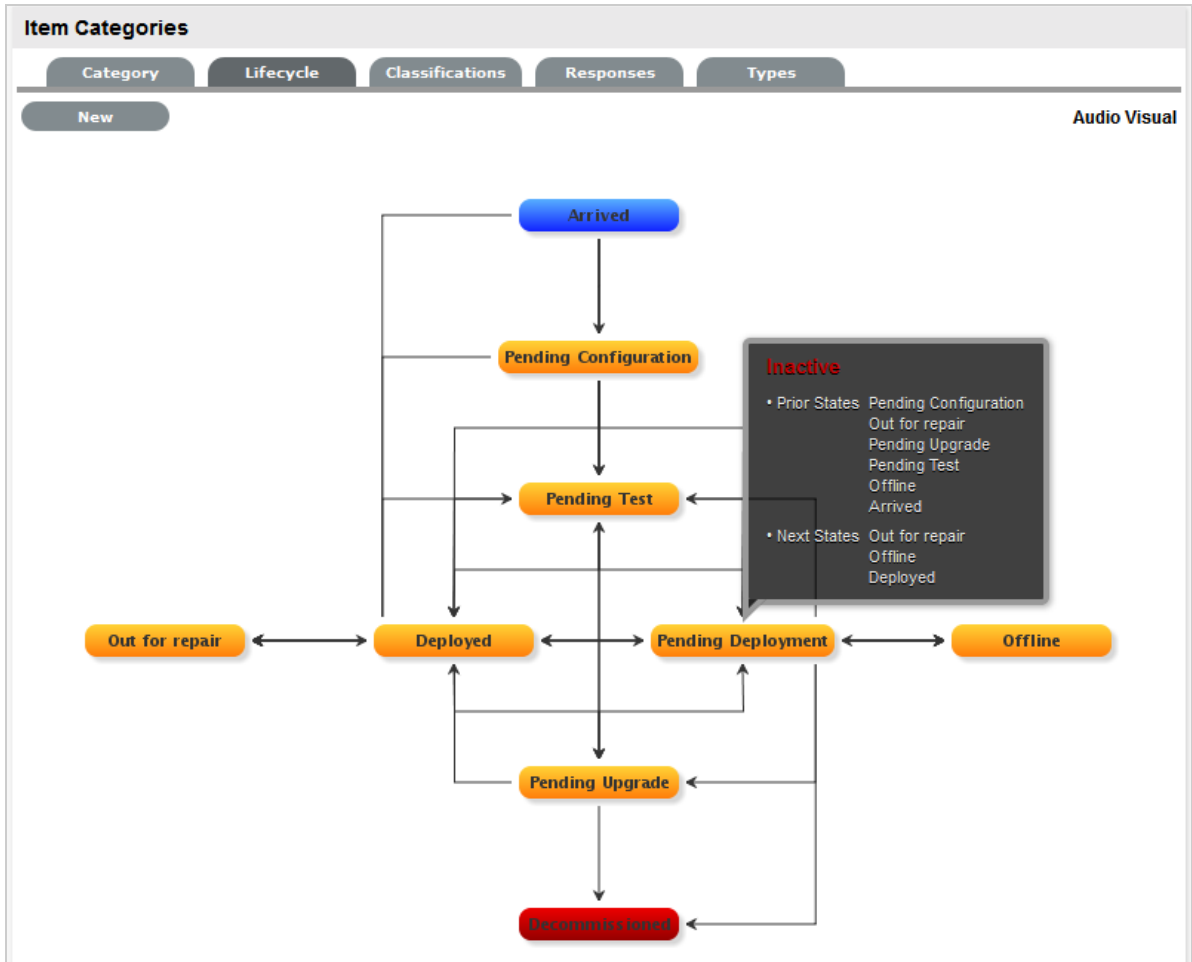 Item Categories
Category Lifecycle Classifications Responses Types
New Audio Visual
Arrived
Pending Configuration
Inactive
• Prior States Pending Configuration
Out for repair
Pending Upgrade
Pending Test
Offline
Arrived
• Next States Out for repair
Offline
Deployed
Pending Test
Out for repair Deployed Pending Deployment Offline
Pending Upgrade
Decommissioned